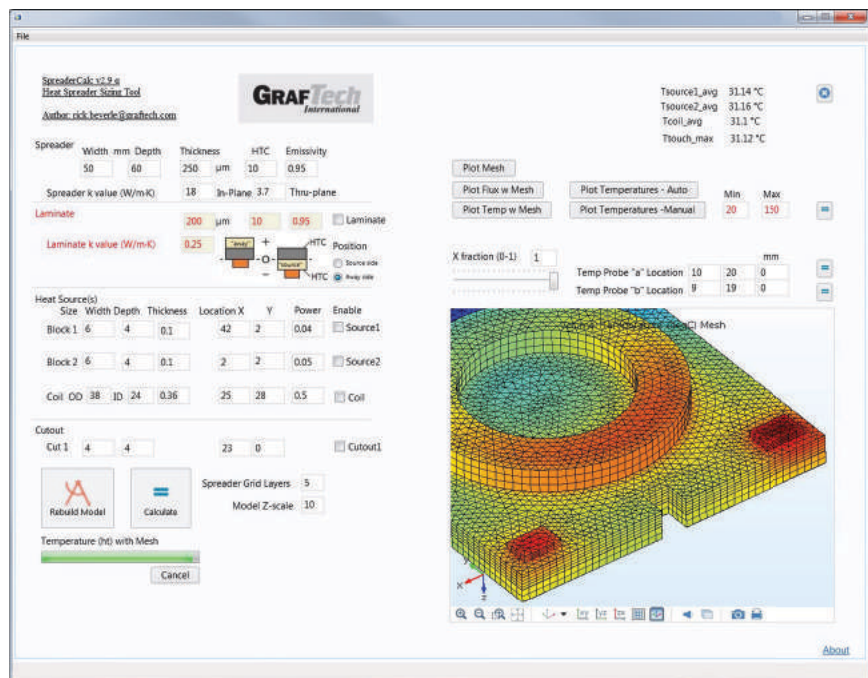 File
SpreaderCalc v2.9 α
Heat Spreader Sizing Tool
Author: rick.beyerle@graftech.com
GRAFTech
International
Tsource1_avg 31.14 °C
Tsource2_avg 31.16 °C
Tcoil_avg 31.1 °C
Ttouch_max 31.12 °C
Spreader Width mm Depth Thickness HTC Emissivity
50 60 250 μm 10 0.95
Spreader k value (W/m-K) 18 In-Plane 3.7 Thru-plane
Laminate 200 μm 10 0.95 Laminate
Laminate k value (W/m-K) 0.25
"away" + HTC Position
O Source side
"source" - HTC Away side
Heat Source(s)
Size Width Depth Thickness Location X Y Power Enable
Block 1 6 4 0.1 42 2 0.04 Source1
Block 2 6 4 0.1 2 2 0.05 Source2
Coil OD 38 ID 24 0.36 25 28 0.5 Coil
Cutout
Cut 1 4 4 23 0 Cutout1
Rebuild Model
Calculate
Spreader Grid Layers 5
Model Z-scale 10
Temperature (ht) with Mesh
Cancel
Plot Mesh
Plot Flux w Mesh Plot Temperatures - Auto Min Max
Plot Temp w Mesh Plot Temperatures -Manual 20 150
X fraction (0-1) 1 mm
Temp Probe "a" Location 10 20 0
Temp Probe "b" Location 9 19 0
Mesh
y
x
z
About